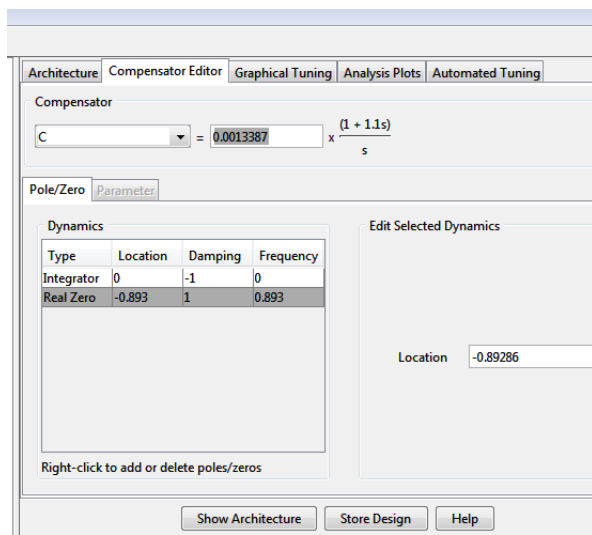 Architecture Compensator Editor Graphical Tuning Analysis Plots Automated Tuning
Compensator
C = 0.0013387 x (1 + 1.1s)
s
Pole/Zero Parameter
Dynamics
Edit Selected Dynamics
Type Location Damping Frequency
Integrator 0 -1 0
Real Zero -0.893 1 0.893
Location -0.89286
Right-click to add or delete poles/zeros
Show Architecture Store Design Help